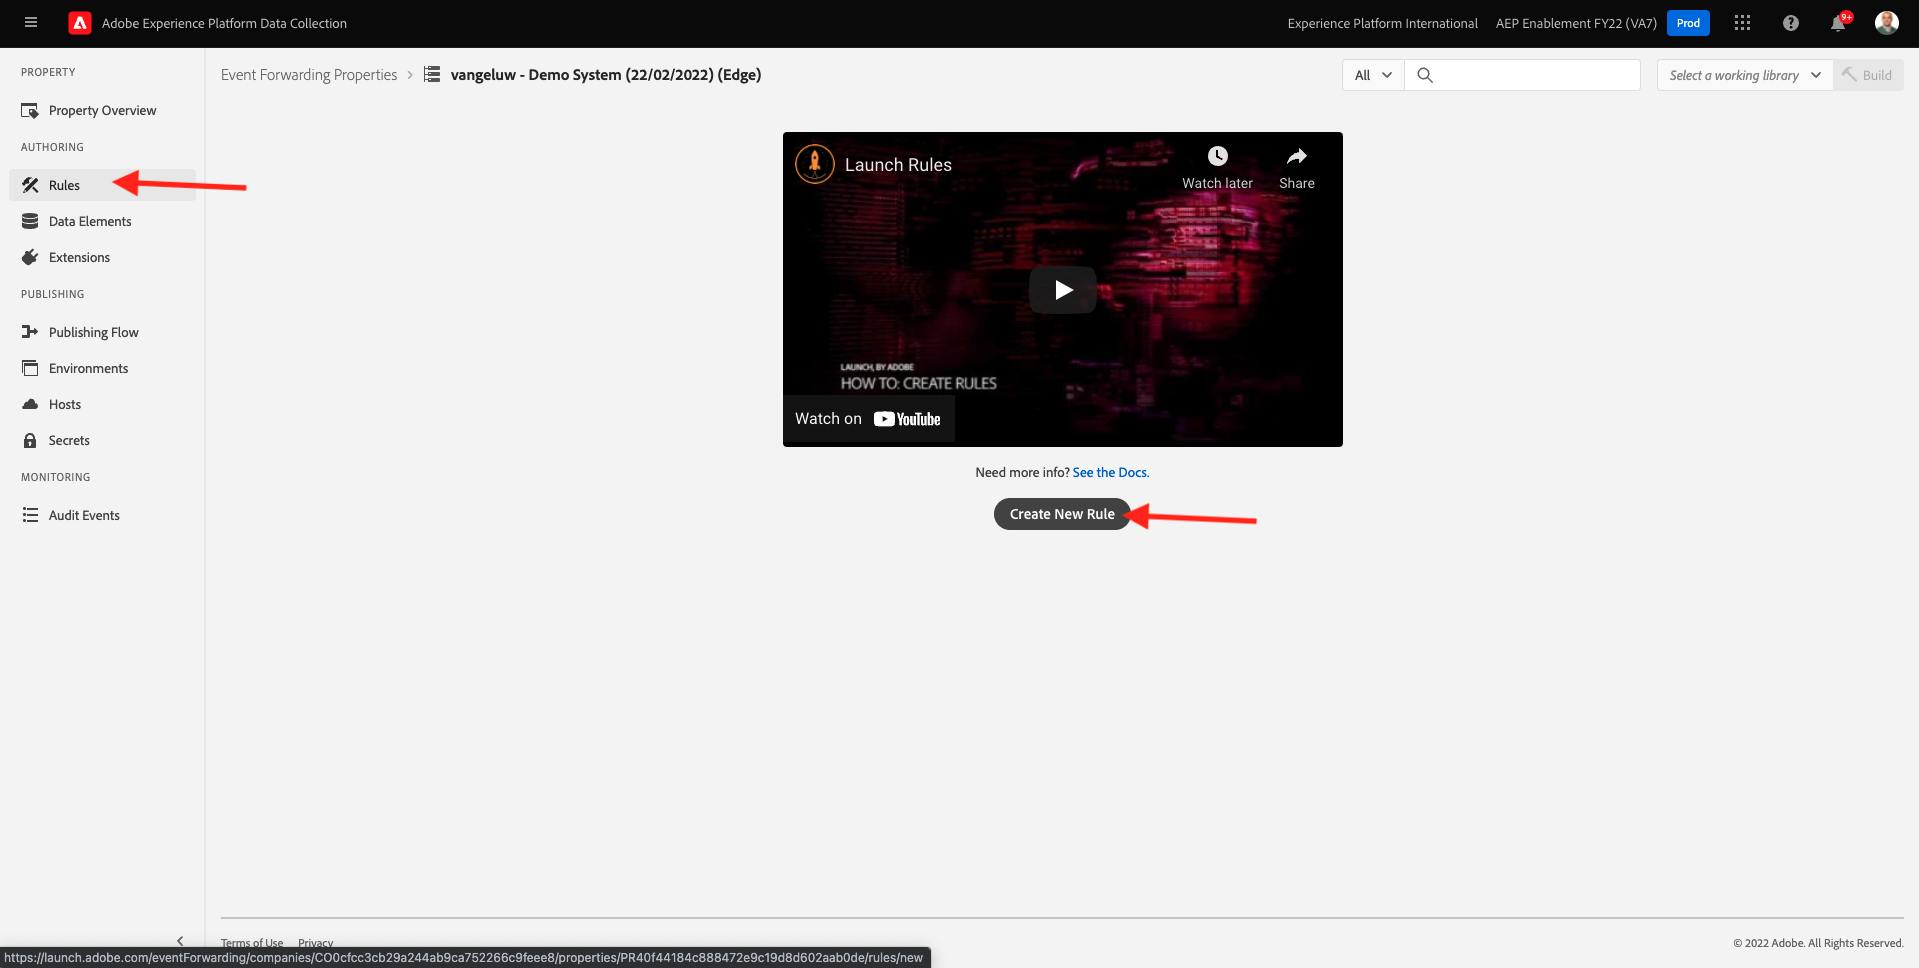 Adobe Experience Platform Data Collection
Experience Platform International
AEP Enablement FY22 (VA7)
Prod
9+
PROPERTY
Property Overview
AUTHORING
Rules
Data Elements
Extensions
PUBLISHING
Publishing Flow
Environments
Hosts
Secrets
MONITORING
Audit Events
Event Forwarding Properties
vangeluw - Demo System (22/02/2022) (Edge)
All
Select a working library
Build
Launch Rules
Watch later
Share
LAUNCH, BY ADOBE
HOW TO: CREATE RULES
Watch on YouTube
Need more info? See the Docs.
Create New Rule
Terms of Use Privacy
© 2022 Adobe. All Rights Reserved.
https://launch.adobe.com/eventForwarding/companies/CO0cfcc3cb29a244ab9ca752266c9feee8/properties/PR40f44184c888472e9c19d8d602aab0de/rules/new